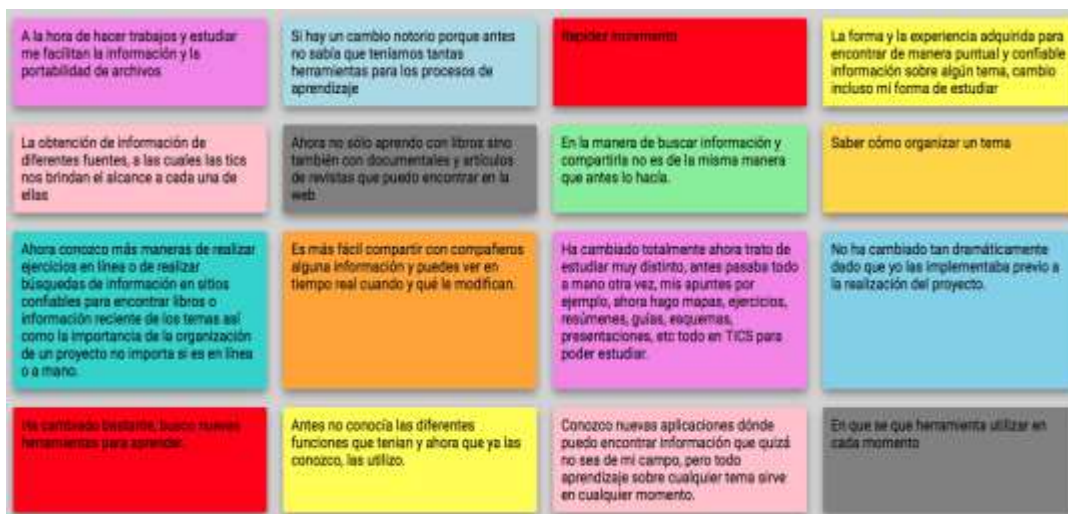 A la hora de hacer trabajos y estudiar
me facilitan la información y la
portabilidad de archivos
Si hay un cambio notorio porque antes
no sabía que teníamos tantas
herramientas para los procesos de
aprendizaje
Rapidez incremento
La forma y la experiencia adquirida para
encontrar de manera puntual y confiable
información sobre algún tema, cambio
incluso mi forma de estudiar
La obtención de información de
diferentes fuentes, a las cuales las tics
nos brindan el alcance a cada una de
ellas
Ahora no sólo aprendo con libros sino
también con documentales y artículos
de revistas que puedo encontrar en la
web
En la manera de buscar información y
compartirla no es de la misma manera
que antes lo hacía.
Saber cómo organizar un tema
Ahora conozco más maneras de realizar
ejercicios en línea o de realizar
búsquedas de información en sitios
confiables para encontrar libros o
información reciente de los temas así
como la importancia de la organización
de un proyecto no importa si es en línea
o a mano.
Es más fácil compartir con compañeros
alguna información y puedes ver en
tiempo real cuando y qué le modifican.
Ha cambiado totalmente ahora trato de
estudiar muy distinto, antes pasaba todo
a mano otra vez, mis apuntes por
ejemplo, ahora hago mapas, ejercicios,
resúmenes, guías, esquemas,
presentaciones, etc todo en TICS para
poder estudiar.
No ha cambiado tan dramáticamente
dado que yo las implementaba previo a
la realización del proyecto.
Ha cambiado bastante, busco nuevas
herramientas para aprender.
Antes no conocía las diferentes
funciones que tenian y ahora que ya las
conozco, las utilizo.
Conozco nuevas aplicaciones dónde
puedo encontrar información que quizá
no sea de mi campo, pero todo
aprendizaje sobre cualquier tema sirve
en cualquier momento.
En que se que herramienta utilizar en
cada momento